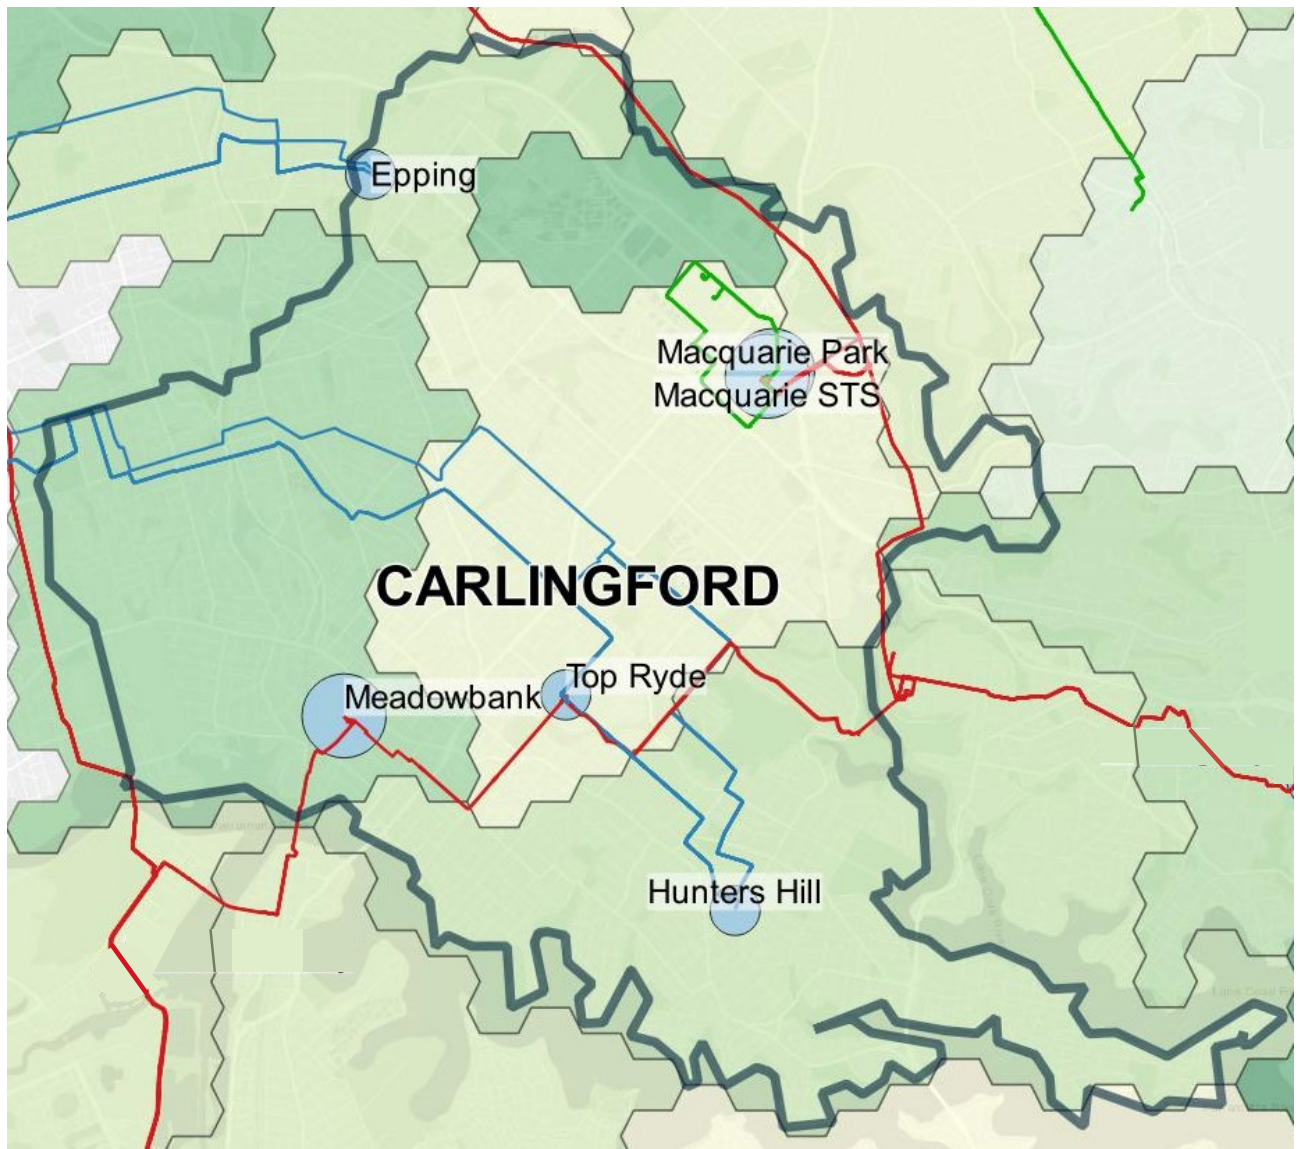 Epping
Macquarie Park
Macquarie STS
CARLINGFORD
Top Ryde
Meadowbank
Hunters Hill